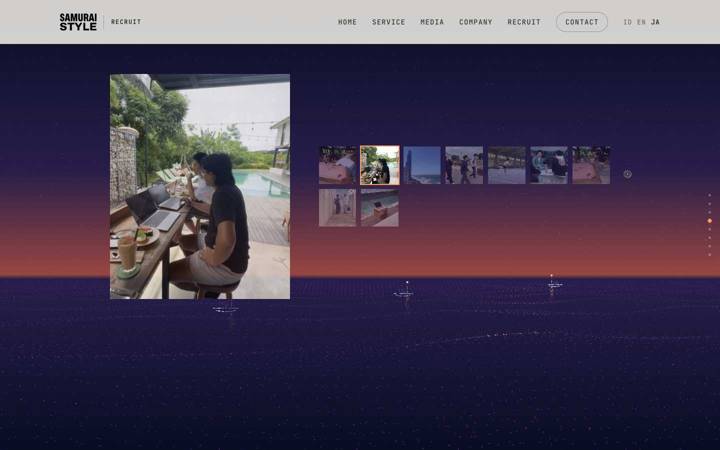 SAMURAI
STYLE
RECRUIT
HOME
SERVICE
MEDIA
COMPANY
RECRUIT
CONTACT
ID EN JA